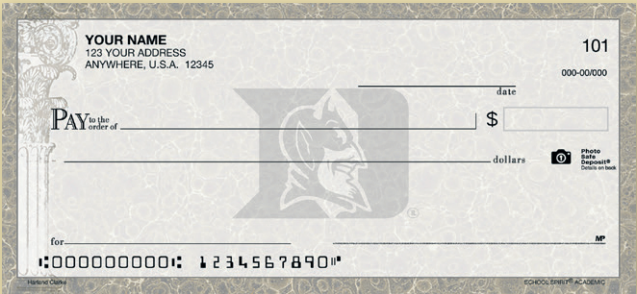 YOUR NAME
123 YOUR ADDRESS
ANYWHERE, U.S.A. 12345
101
000-00/000
date
PAY to the order of
$
dollars
Photo
Safe
Deposit®
Details on back
D
®
for
MP
⑆000000000⑆ 1234567890⑈
Harland Clarke
SCHOOL SPIRIT® ACADEMIC